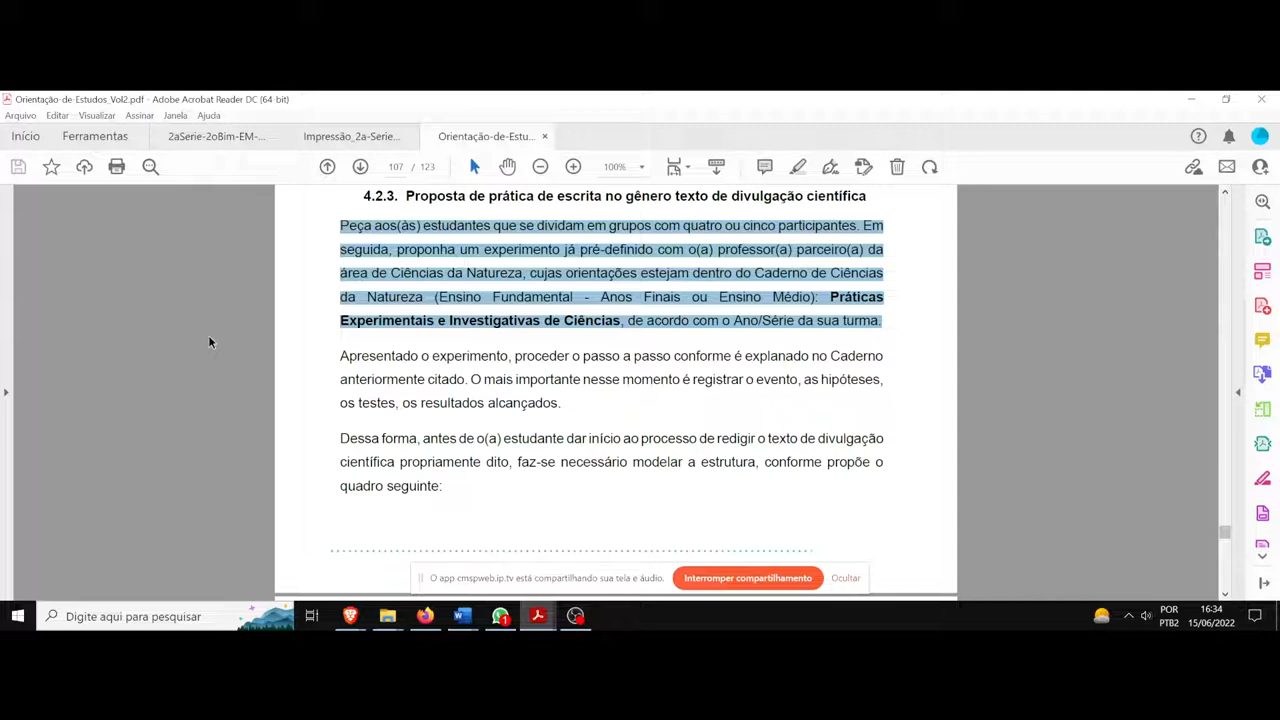 Orientação-de-Estudos_Vol2.pdf - Adobe Acrobat Reader DC (64-bit)
Arquivo Editar Visualizar Assinar Janela Ajuda
Início Ferramentas 2aSerie-2oBim-EM-... Impressão_2a-Serie... Orientação-de-Estu... ×
107 / 123 100%
4.2.3. Proposta de prática de escrita no gênero texto de divulgação científica
Peça aos(às) estudantes que se dividam em grupos com quatro ou cinco participantes. Em
seguida, proponha um experimento já pré-definido com o(a) professor(a) parceiro(a) da
área de Ciências da Natureza, cujas orientações estejam dentro do Caderno de Ciências
da Natureza (Ensino Fundamental - Anos Finais ou Ensino Médio): Práticas
Experimentais e Investigativas de Ciências, de acordo com o Ano/Série da sua turma.
Apresentado o experimento, proceder o passo a passo conforme é explanado no Caderno
anteriormente citado. O mais importante nesse momento é registrar o evento, as hipóteses,
os testes, os resultados alcançados.
Dessa forma, antes de o(a) estudante dar início ao processo de redigir o texto de divulgação
científica propriamente dito, faz-se necessário modelar a estrutura, conforme propõe o
quadro seguinte:
O app cmspweb.ip.tv está compartilhando sua tela e áudio. Interromper compartilhamento Ocultar
Digite aqui para pesquisar
1
POR 16:34
PTB2 15/06/2022